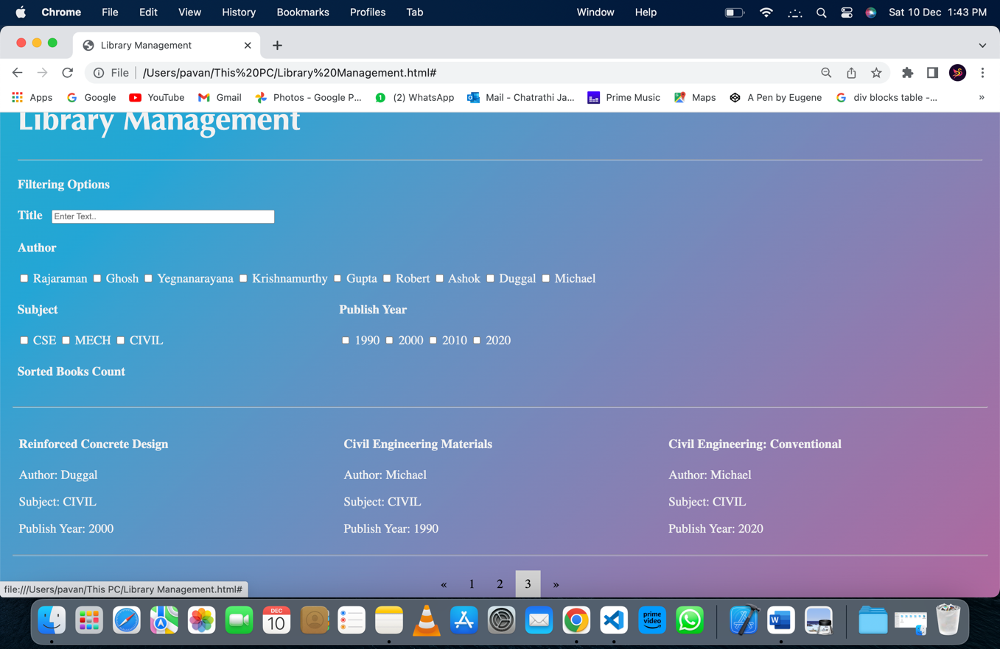 Chrome File Edit View History Bookmarks Profiles Tab Window Help Sat 10 Dec 1:43 PM
Library Management
File /Users/pavan/This%20PC/Library%20Management.html#
Apps Google YouTube Gmail Photos - Google P... (2) WhatsApp Mail - Chatrathi Ja... Prime Music Maps A Pen by Eugene div blocks table -... »
Library Management
Filtering Options
Title Enter Text..
Author
Rajaraman Ghosh Yegnanarayana Krishnamurthy Gupta Robert Ashok Duggal Michael
Subject Publish Year
CSE MECH CIVIL 1990 2000 2010 2020
Sorted Books Count
Reinforced Concrete Design Civil Engineering Materials Civil Engineering: Conventional
Author: Duggal Author: Michael Author: Michael
Subject: CIVIL Subject: CIVIL Subject: CIVIL
Publish Year: 2000 Publish Year: 1990 Publish Year: 2020
« 1 2 3 »
file:///Users/pavan/This PC/Library Management.html#
DEC
10
prime
video
W